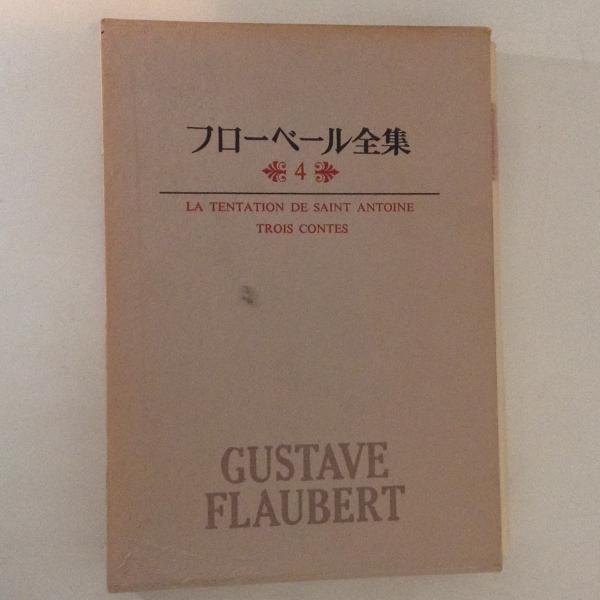 フローベール全集
4
LA TENTATION DE SAINT ANTOINE
TROIS CONTES
GUSTAVE
FLAUBERT